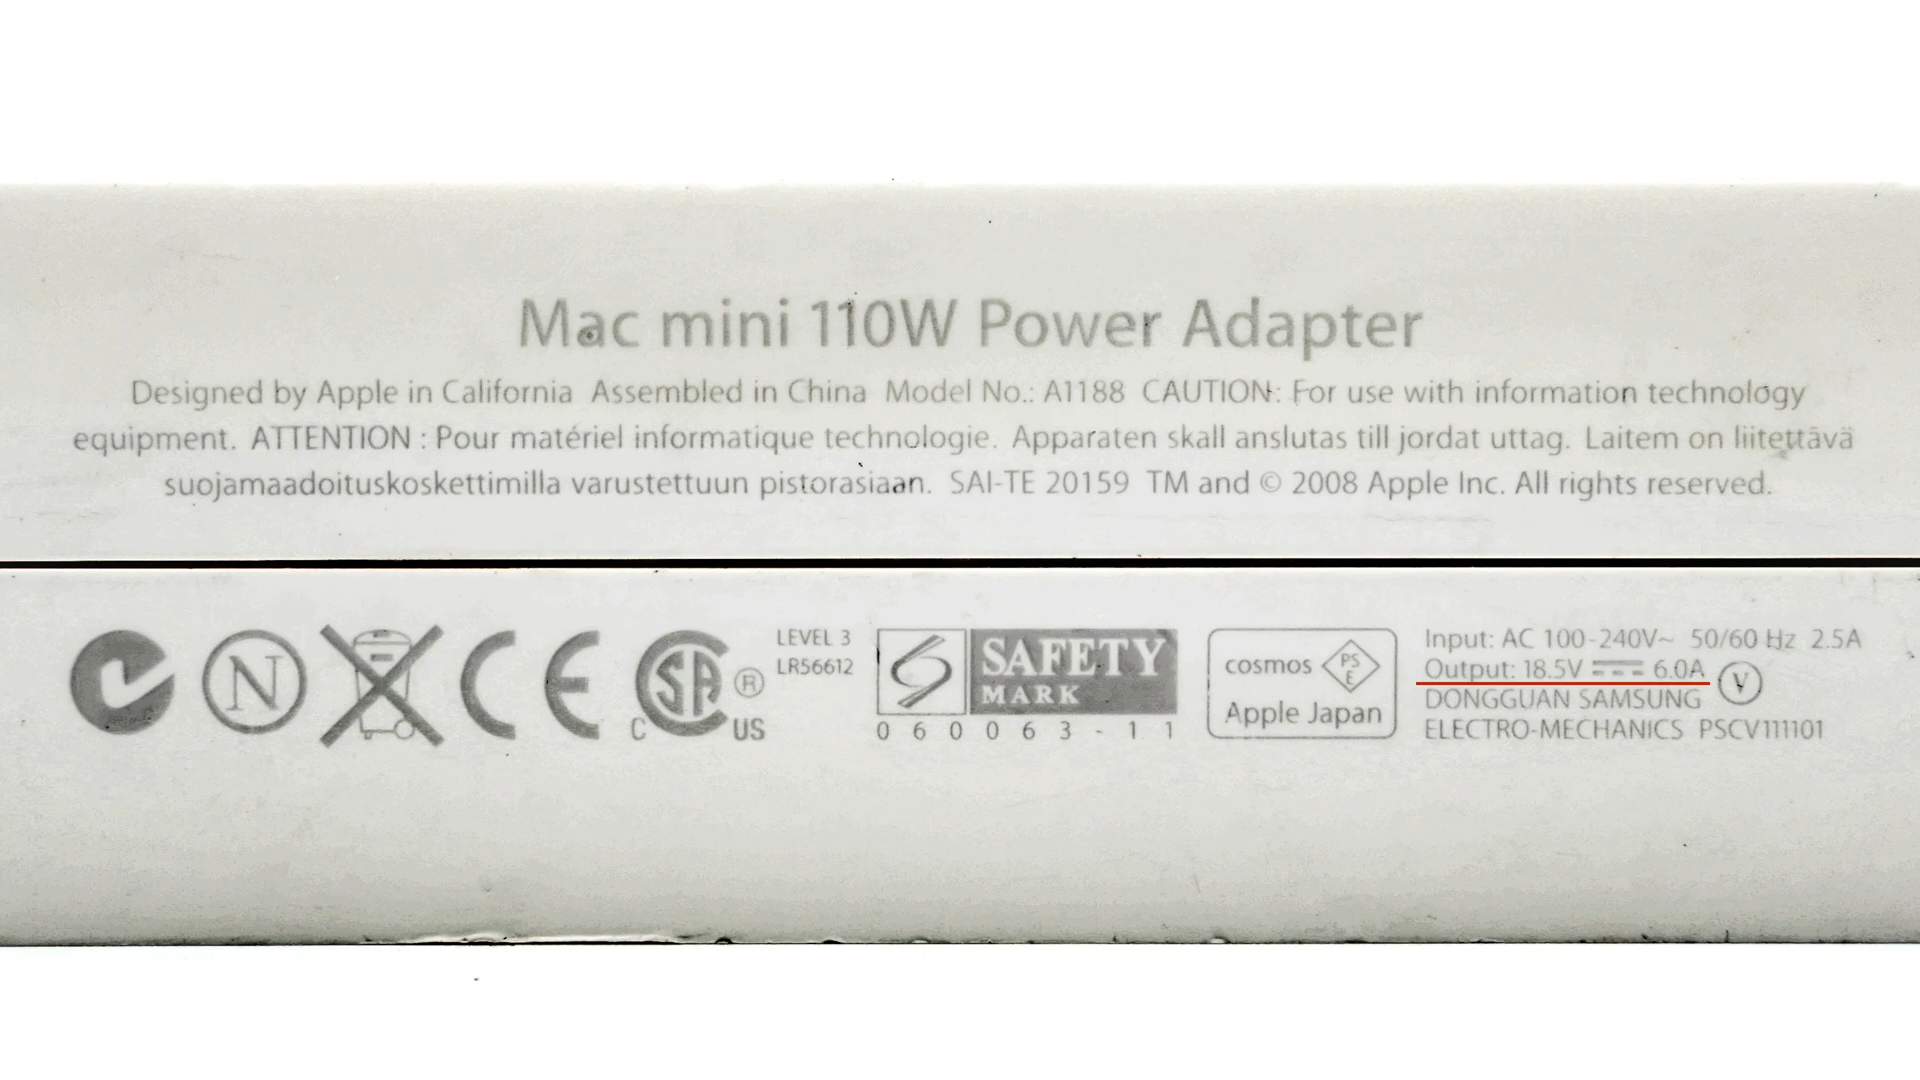 Mac mini 110W Power Adapter
Designed by Apple in California Assembled in China Model No.: A1188 CAUTION: For use with information technology
equipment. ATTENTION : Pour matériel informatique technologie. Apparaten skall anslutas till jordat uttag. Laitem on liitettävä
suojamaadoituskoskettimilla varustettuun pistorasiaan. SAI-TE 20159 TM and © 2008 Apple Inc. All rights reserved.
N
CE
C SA ® US
LEVEL 3
LR56612
S SAFETY
MARK
060063-11
cosmos PSE
Apple Japan
Input: AC 100-240V~ 50/60 Hz 2.5A
Output: 18.5V ⎓ 6.0A
V
DONGGUAN SAMSUNG
ELECTRO-MECHANICS PSCV111101